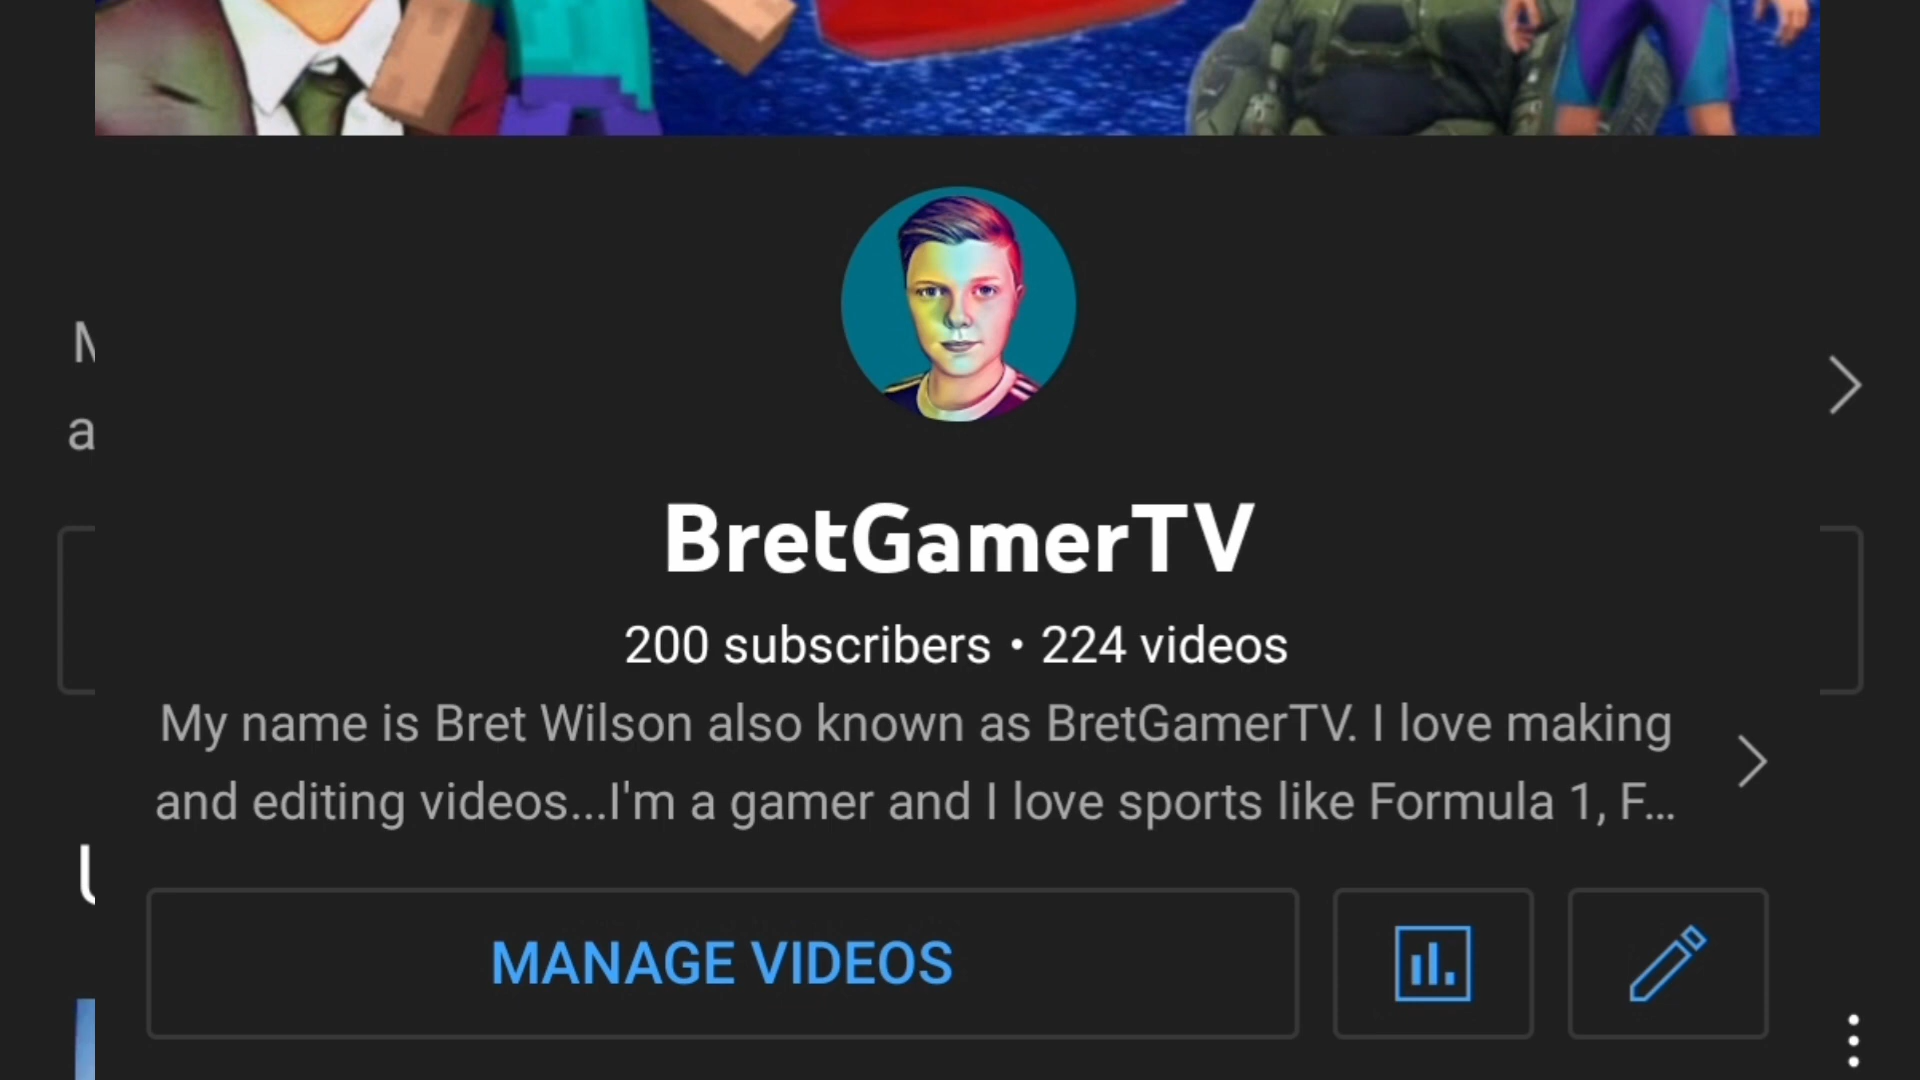 BretGamerTV
200 subscribers • 224 videos
My name is Bret Wilson also known as BretGamerTV. I love making
and editing videos...I'm a gamer and I love sports like Formula 1, F...
MANAGE VIDEOS